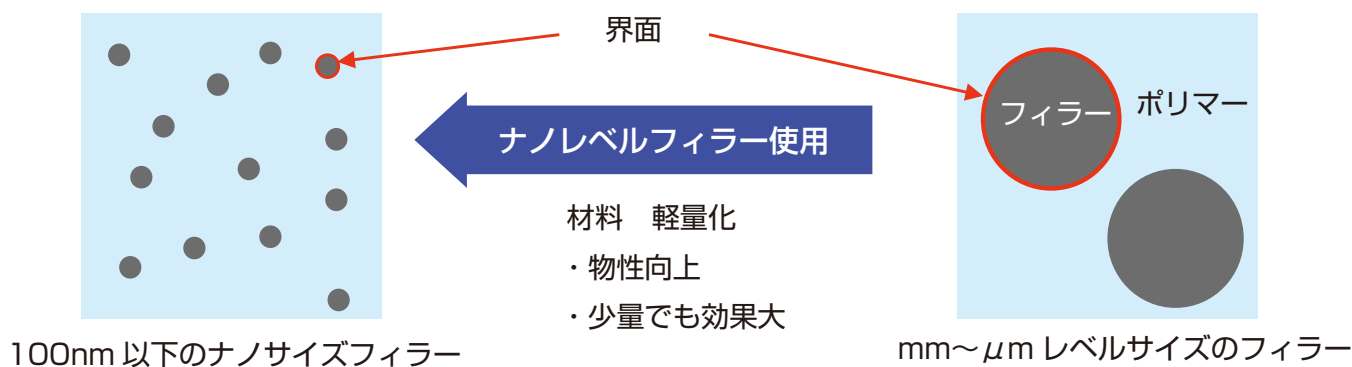 界面
フィラー
ポリマー
ナノレベルフィラー使用
材料　軽量化
・物性向上
・少量でも効果大
100nm 以下のナノサイズフィラー
mm～μm レベルサイズのフィラー